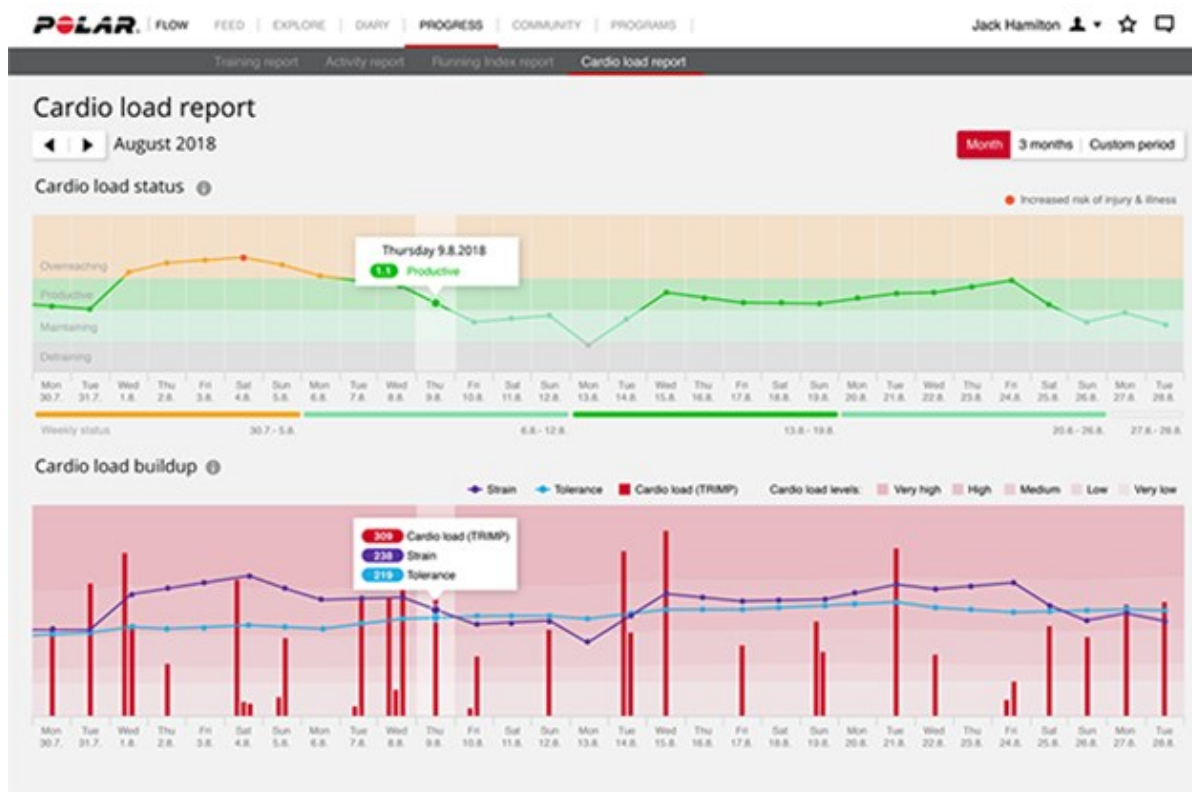 POLAR. FLOW FEED EXPLORE DIARY PROGRESS COMMUNITY PROGRAMS Jack Hamilton
Training report Activity report Running Index report Cardio load report
Cardio load report
August 2018 Month 3 months Custom period
Cardio load status
Increased risk of injury & illness
Thursday 9.8.2018
1.1 Productive
Overreaching
Productive
Maintaining
Detraining
Mon Tue Wed Thu Fri Sat Sun Mon Tue Wed Thu Fri Sat Sun Mon Tue Wed Thu Fri Sat Sun Mon Tue Wed Thu Fri Sat Sun Mon Tue
30.7. 31.7. 1.8. 2.8. 3.8. 4.8. 5.8. 6.8. 7.8. 8.8. 9.8. 10.8. 11.8. 12.8. 13.8. 14.8. 15.8. 16.8. 17.8. 18.8. 19.8. 20.8. 21.8. 22.8. 23.8. 24.8. 25.8. 26.8. 27.8. 28.8.
Weekly status 30.7.- 5.8. 6.8.- 12.8. 13.8.- 19.8. 20.8.- 26.8. 27.8.- 28.8.
Cardio load buildup
Strain Tolerance Cardio load (TRIMP) Cardio load levels: Very high High Medium Low Very low
309 Cardio load (TRIMP)
238 Strain
219 Tolerance
Mon Tue Wed Thu Fri Sat Sun Mon Tue Wed Thu Fri Sat Sun Mon Tue Wed Thu Fri Sat Sun Mon Tue Wed Thu Fri Sat Sun Mon Tue
30.7. 31.7. 1.8. 2.8. 3.8. 4.8. 5.8. 6.8. 7.8. 8.8. 9.8. 10.8. 11.8. 12.8. 13.8. 14.8. 15.8. 16.8. 17.8. 18.8. 19.8. 20.8. 21.8. 22.8. 23.8. 24.8. 25.8. 26.8. 27.8. 28.8.